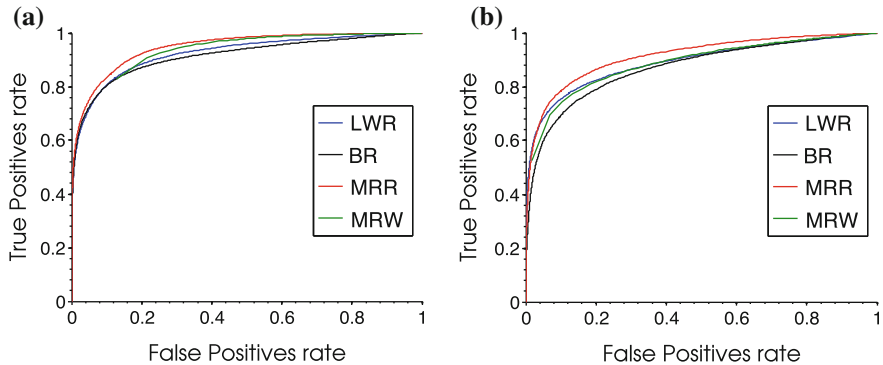 (a)
True Positives rate
1
0.8
0.6
0.4
0.2
0
0 0.2 0.4 0.6 0.8 1
False Positives rate
LWR
BR
MRR
MRW
(b)
True Positives rate
1
0.8
0.6
0.4
0.2
0
0 0.2 0.4 0.6 0.8 1
False Positives rate
LWR
BR
MRR
MRW